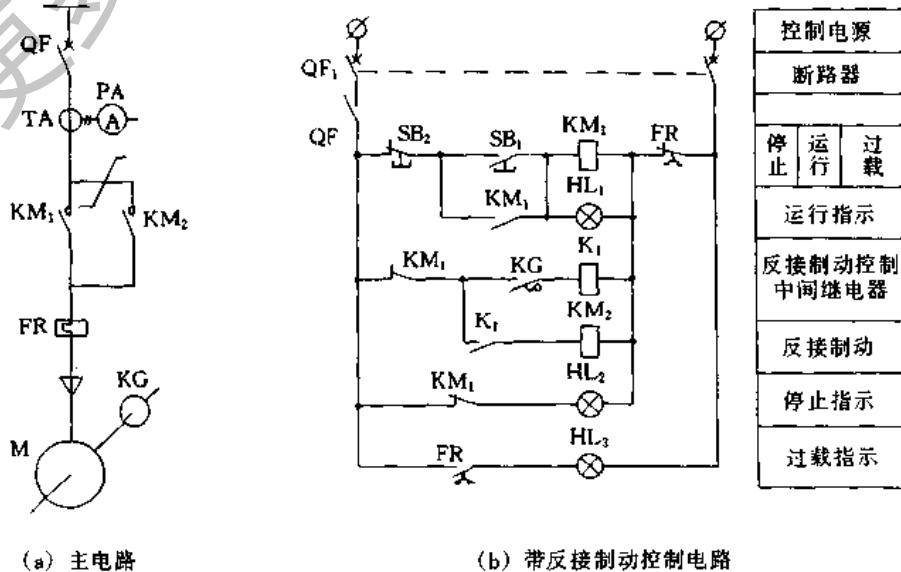 QF
TA
PA
A
KM₁
KM₂
FR
KG
M
(a) 主电路
QF₁
QF
SB₂
SB₁
KM₁
FR
KM₁
HL₁
KM₁
KG
K₁
K₁
KM₂
KM₁
HL₂
FR
HL₃
(b) 带反接制动控制电路
控制电源
断路器
停止
运行
过载
运行指示
反接制动控制
中间继电器
反接制动
停止指示
过载指示